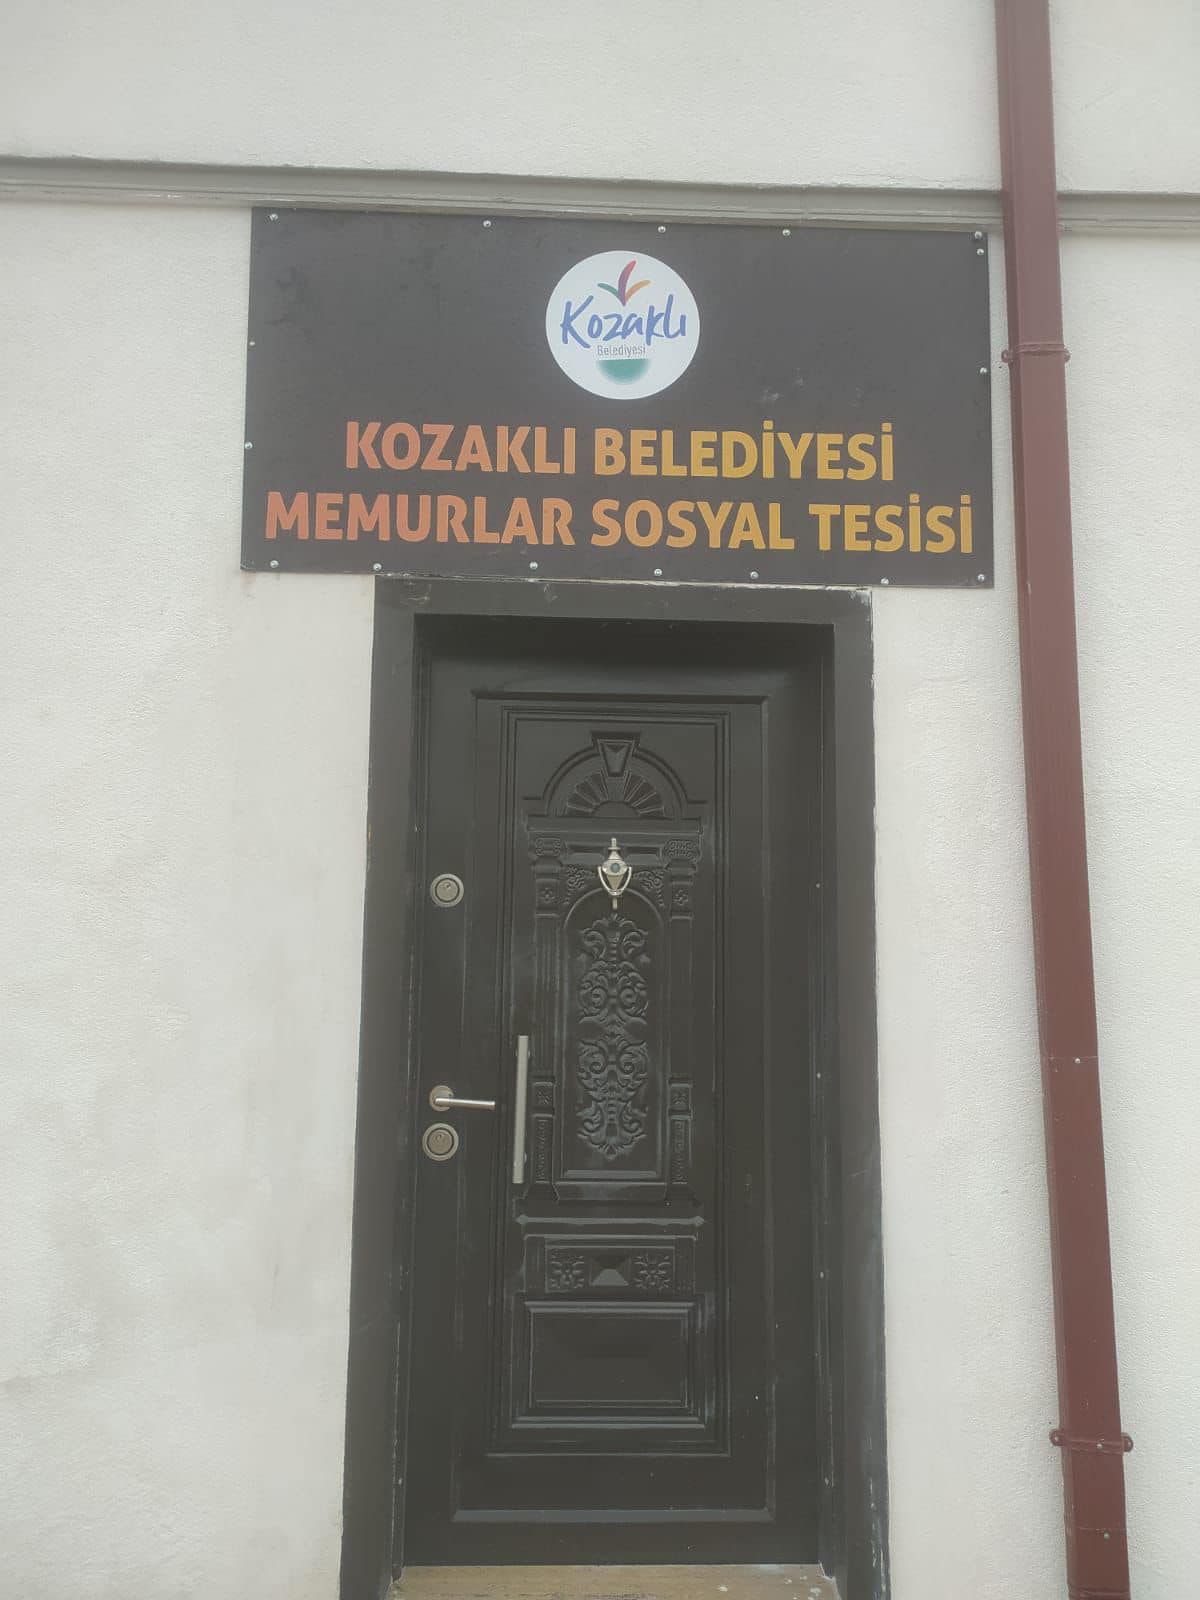 Kozaklı
Belediyesi
KOZAKLI BELEDİYESİ
MEMURLAR SOSYAL TESİSİ